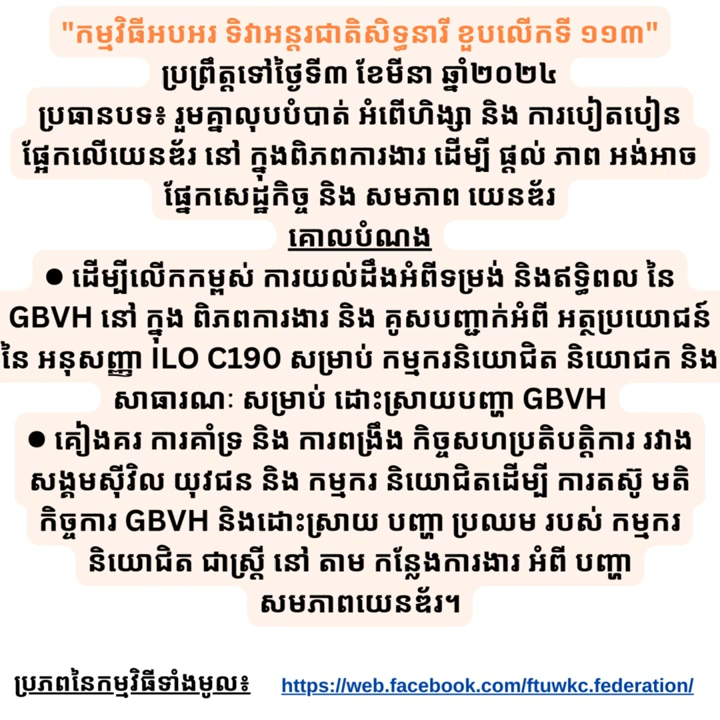 "កម្មវិធីអបអរ ទិវាអន្តរជាតិសិទ្ធនារី ខួបលើកទី ១១៣"
ប្រព្រឹត្តទៅថ្ងៃទី៣ ខែមីនា ឆ្នាំ២០២៤
ប្រធានបទ៖ រួមគ្នាលុបបំបាត់ អំពើហិង្សា និង ការបៀតបៀន
ផ្អែកលើយេនឌ័រ នៅ ក្នុងពិភពការងារ ដើម្បី ផ្តល់ ភាព អង់អាច
ផ្នែកសេដ្ឋកិច្ច និង សមភាព យេនឌ័រ
គោលបំណង
● ដើម្បីលើកកម្ពស់ ការយល់ដឹងអំពីទម្រង់ និងឥទ្ធិពល នៃ
GBVH នៅ ក្នុង ពិភពការងារ និង គូសបញ្ជាក់អំពី អត្ថប្រយោជន៍
នៃ អនុសញ្ញា ILO C190 សម្រាប់ កម្មករនិយោជិត និយោជក និង
សាធារណៈ សម្រាប់ ដោះស្រាយបញ្ហា GBVH
● គៀងគរ ការគាំទ្រ និង ការពង្រឹង កិច្ចសហប្រតិបត្តិការ រវាង
សង្គមស៊ីវិល យុវជន និង កម្មករ និយោជិតដើម្បី ការតស៊ូ មតិ
កិច្ចការ GBVH និងដោះស្រាយ បញ្ហា ប្រឈម របស់ កម្មករ
និយោជិត ជាស្ត្រី នៅ តាម កន្លែងការងារ អំពី បញ្ហា
សមភាពយេនឌ័រ។
ប្រភពនៃកម្មវិធីទាំងមូល៖ https://web.facebook.com/ftuwkc.federation/